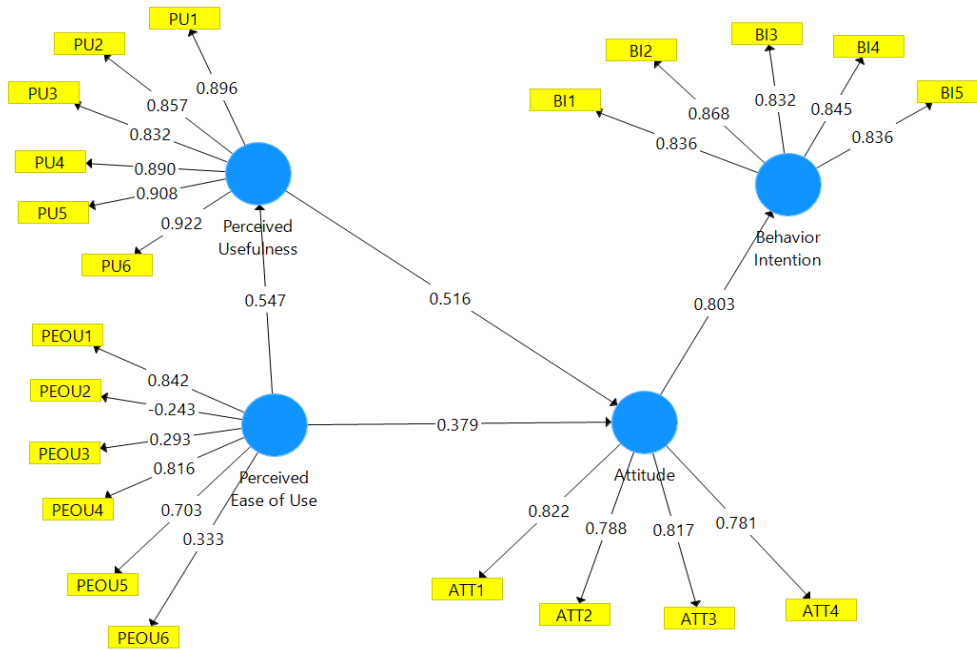 PU1
PU2
PU3
PU4
PU5
PU6
0.896
0.857
0.832
0.890
0.908
0.922
Perceived
Usefulness
BI1
BI2
BI3
BI4
BI5
0.836
0.868
0.832
0.845
0.836
Behavior
Intention
0.547
0.516
0.803
PEOU1
PEOU2
PEOU3
PEOU4
PEOU5
PEOU6
0.842
-0.243
0.293
0.816
0.703
0.333
Perceived
Ease of Use
0.379
Attitude
0.822
0.788
0.817
0.781
ATT1
ATT2
ATT3
ATT4